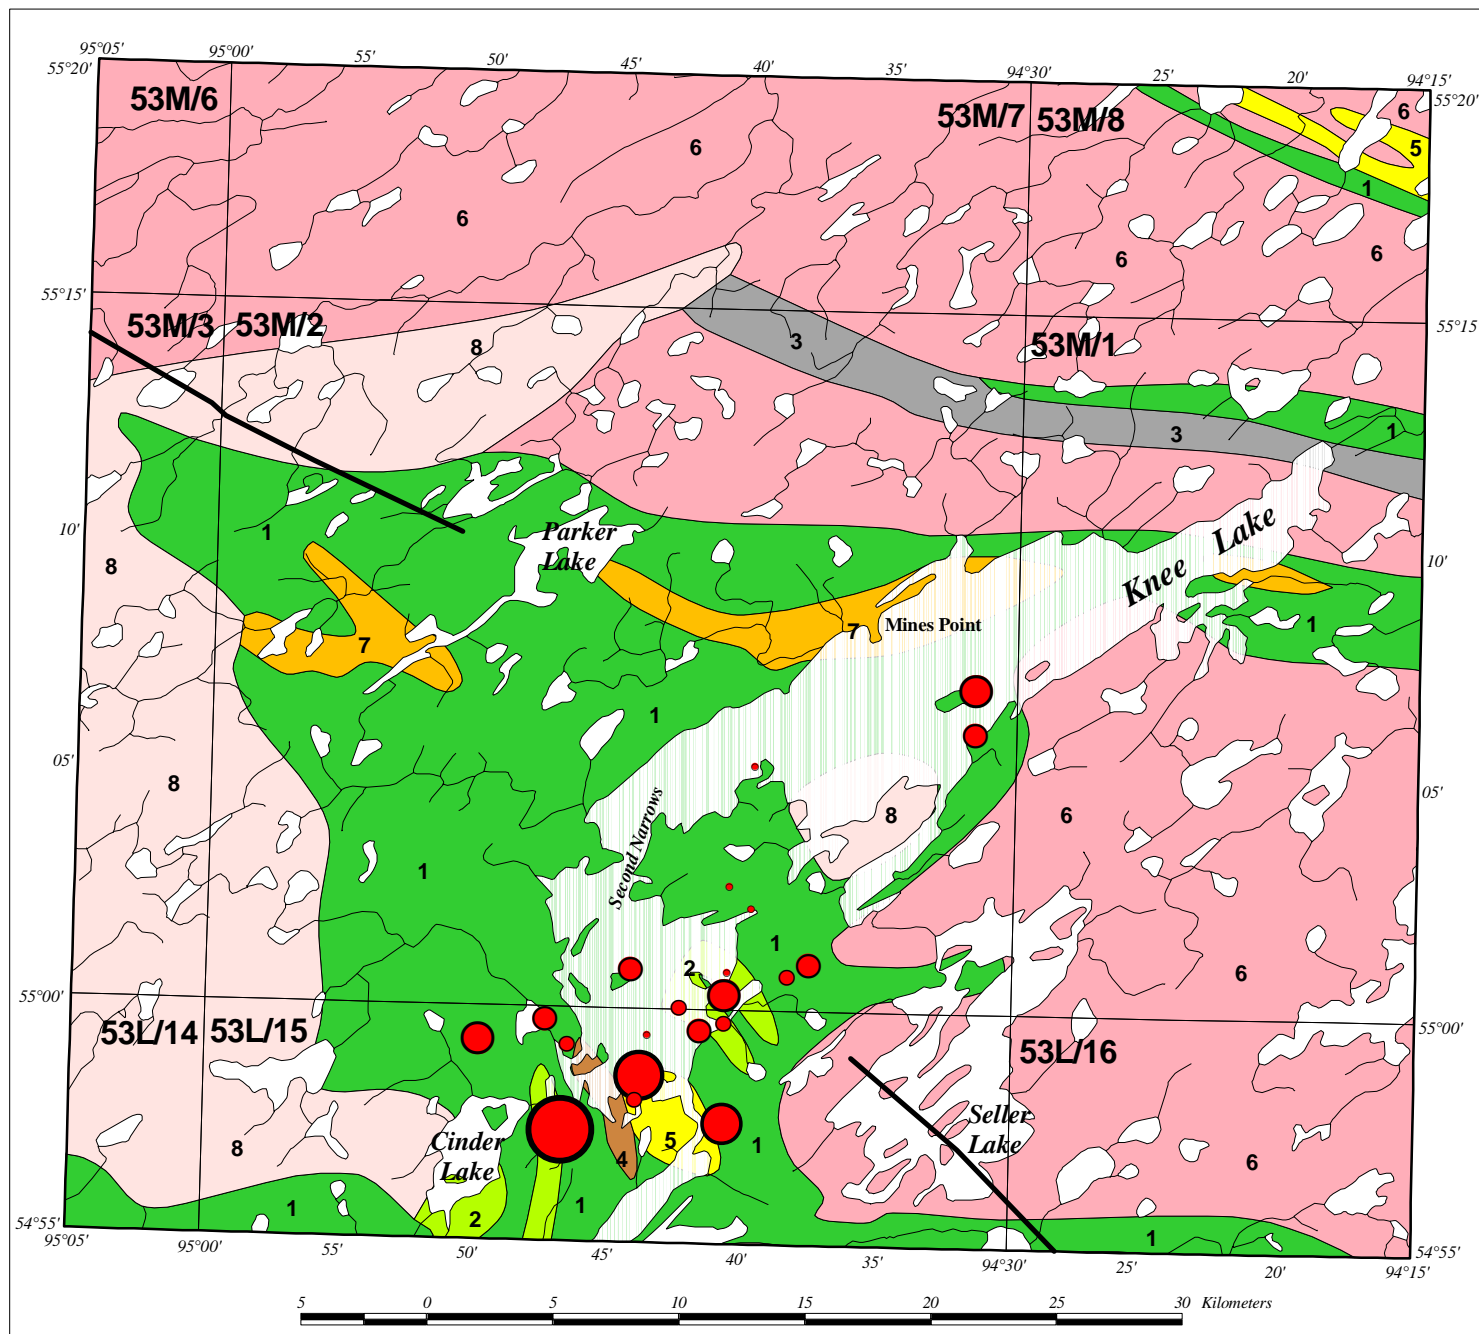 95°05' 95°00' 55' 50' 45' 40' 35' 94°30' 25' 20' 94°15'
55°20' 55°20'
53M/6 53M/7 53M/8
6
6
5
1
6
6
6
6
55°15' 55°15'
53M/3 53M/2 53M/1
8
3
3
1
10' 10'
1
Parker
Lake
Knee Lake
8
7
7
Mines Point
1
1
05' 05'
8
Second Narrows
8
6
1
1
2
6
55°00' 55°00'
53L/14 53L/15 53L/16
Cinder
Lake
Seller
Lake
8
4
5
1
6
6
1
2
1
1
54°55' 54°55'
95°05' 95°00' 55' 50' 45' 40' 35' 94°30' 25' 20' 94°15'
5 0 5 10 15 20 25 30 Kilometers